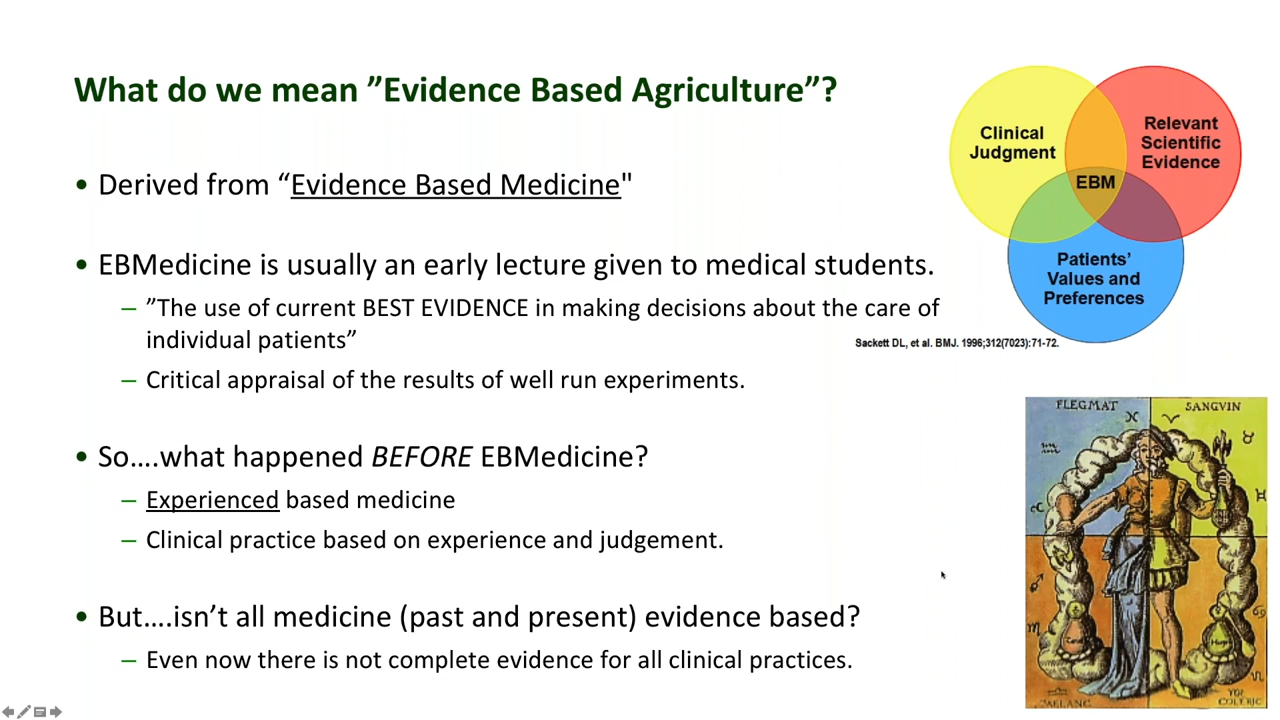 What do we mean ”Evidence Based Agriculture”?
• Derived from “Evidence Based Medicine"
• EBMedicine is usually an early lecture given to medical students.
– ”The use of current BEST EVIDENCE in making decisions about the care of
individual patients”
– Critical appraisal of the results of well run experiments.
• So….what happened BEFORE EBMedicine?
– Experienced based medicine
– Clinical practice based on experience and judgement.
• But….isn’t all medicine (past and present) evidence based?
– Even now there is not complete evidence for all clinical practices.
Clinical
Judgment
Relevant
Scientific
Evidence
EBM
Patients’
Values and
Preferences
Sackett DL, et al. BMJ. 1996;312(7023):71-72.
FLEGMAT
SANGVIN
MELANC
COLERIC